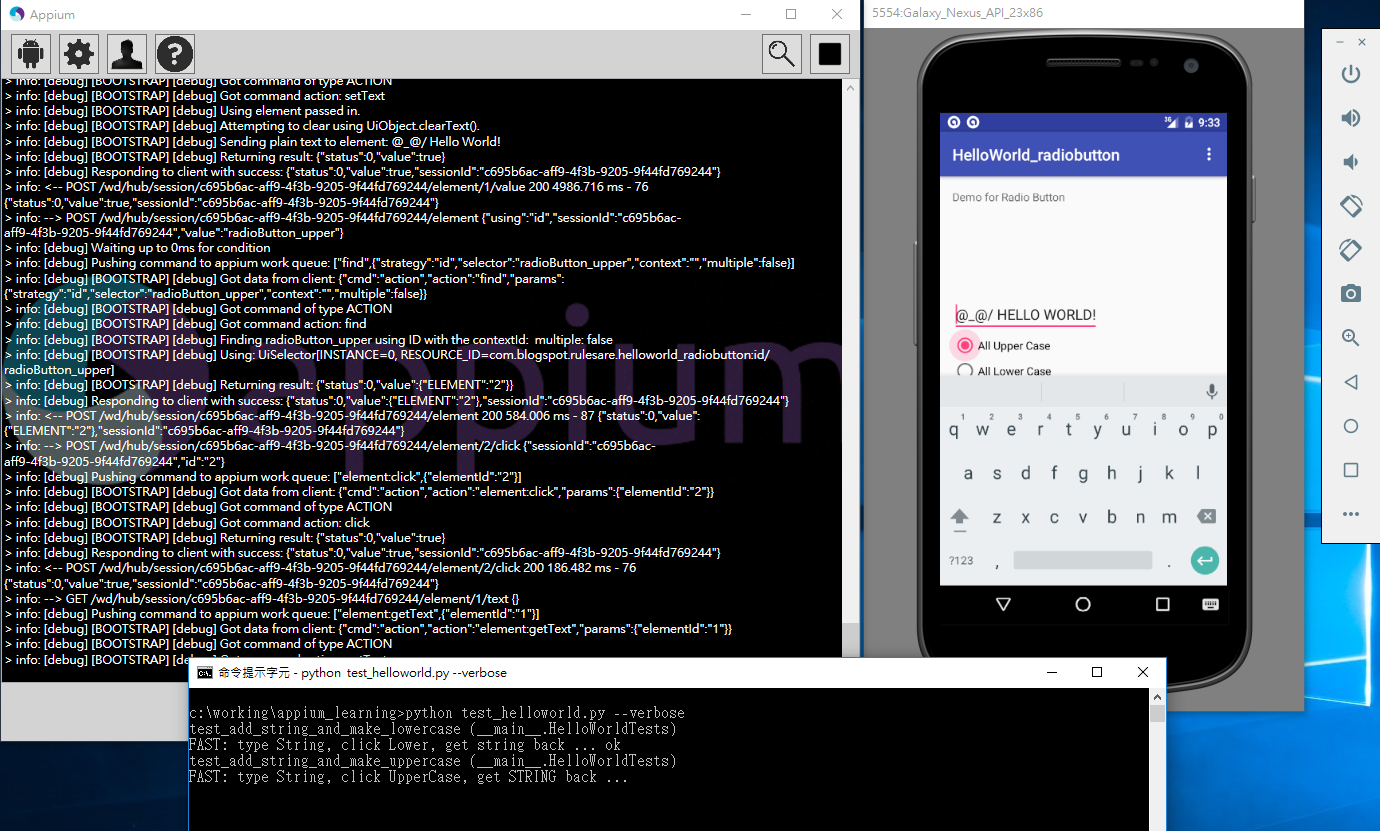 Appium
> info: [debug] [BOOTSTRAP] [debug] Got command of type ACTION
> info: [debug] [BOOTSTRAP] [debug] Got command action: setText
> info: [debug] [BOOTSTRAP] [debug] Using element passed in.
> info: [debug] [BOOTSTRAP] [debug] Attempting to clear using UiObject.clearText().
> info: [debug] [BOOTSTRAP] [debug] Sending plain text to element: @_@/ Hello World!
> info: [debug] [BOOTSTRAP] [debug] Returning result: {"status":0,"value":true}
> info: [debug] Responding to client with success: {"status":0,"value":true,"sessionId":"c695b6ac-aff9-4f3b-9205-9f44fd769244"}
> info: <-- POST /wd/hub/session/c695b6ac-aff9-4f3b-9205-9f44fd769244/element/1/value 200 4986.716 ms - 76
{"status":0,"value":true,"sessionId":"c695b6ac-aff9-4f3b-9205-9f44fd769244"}
> info: --> POST /wd/hub/session/c695b6ac-aff9-4f3b-9205-9f44fd769244/element {"using":"id","sessionId":"c695b6ac-
aff9-4f3b-9205-9f44fd769244","value":"radioButton_upper"}
> info: [debug] Waiting up to 0ms for condition
> info: [debug] Pushing command to appium work queue: ["find",{"strategy":"id","selector":"radioButton_upper","context":"","multiple":false}]
> info: [debug] [BOOTSTRAP] [debug] Got data from client: {"cmd":"action","action":"find","params":
{"strategy":"id","selector":"radioButton_upper","context":"","multiple":false}}
> info: [debug] [BOOTSTRAP] [debug] Got command of type ACTION
> info: [debug] [BOOTSTRAP] [debug] Got command action: find
> info: [debug] [BOOTSTRAP] [debug] Finding radioButton_upper using ID with the contextId:  multiple: false
> info: [debug] [BOOTSTRAP] [debug] Using: UiSelector[INSTANCE=0, RESOURCE_ID=com.blogspot.rulesare.helloworld_radiobutton:id/
radioButton_upper]
> info: [debug] [BOOTSTRAP] [debug] Returning result: {"status":0,"value":{"ELEMENT":"2"}}
> info: [debug] Responding to client with success: {"status":0,"value":{"ELEMENT":"2"},"sessionId":"c695b6ac-aff9-4f3b-9205-9f44fd769244"}
> info: <-- POST /wd/hub/session/c695b6ac-aff9-4f3b-9205-9f44fd769244/element 200 584.006 ms - 87 {"status":0,"value":
{"ELEMENT":"2"},"sessionId":"c695b6ac-aff9-4f3b-9205-9f44fd769244"}
> info: --> POST /wd/hub/session/c695b6ac-aff9-4f3b-9205-9f44fd769244/element/2/click {"sessionId":"c695b6ac-
aff9-4f3b-9205-9f44fd769244","id":"2"}
> info: [debug] Pushing command to appium work queue: ["element:click",{"elementId":"2"}]
> info: [debug] [BOOTSTRAP] [debug] Got data from client: {"cmd":"action","action":"element:click","params":{"elementId":"2"}}
> info: [debug] [BOOTSTRAP] [debug] Got command of type ACTION
> info: [debug] [BOOTSTRAP] [debug] Got command action: click
> info: [debug] [BOOTSTRAP] [debug] Returning result: {"status":0,"value":true}
> info: [debug] Responding to client with success: {"status":0,"value":true,"sessionId":"c695b6ac-aff9-4f3b-9205-9f44fd769244"}
> info: <-- POST /wd/hub/session/c695b6ac-aff9-4f3b-9205-9f44fd769244/element/2/click 200 186.482 ms - 76
{"status":0,"value":true,"sessionId":"c695b6ac-aff9-4f3b-9205-9f44fd769244"}
> info: --> GET /wd/hub/session/c695b6ac-aff9-4f3b-9205-9f44fd769244/element/1/text {}
> info: [debug] Pushing command to appium work queue: ["element:getText",{"elementId":"1"}]
> info: [debug] [BOOTSTRAP] [debug] Got data from client: {"cmd":"action","action":"element:getText","params":{"elementId":"1"}}
> info: [debug] [BOOTSTRAP] [debug] Got command of type ACTION
> info: [debug] [BOOTSTRAP] [debug]
appium
5554:Galaxy_Nexus_API_23x86
3G 9:33
HelloWorld_radiobutton
Demo for Radio Button
@_@/ HELLO WORLD!
All Upper Case
All Lower Case
1 2 3 4 5 6 7 8 9 0
q w e r t y u i o p
a s d f g h j k l
z x c v b n m
?123 , .
命令提示字元 - python  test_helloworld.py --verbose
c:\working\appium_learning>python test_helloworld.py --verbose
test_add_string_and_make_lowercase (__main__.HelloWorldTests)
FAST: type String, click Lower, get string back ... ok
test_add_string_and_make_uppercase (__main__.HelloWorldTests)
FAST: type String, click UpperCase, get STRING back ...